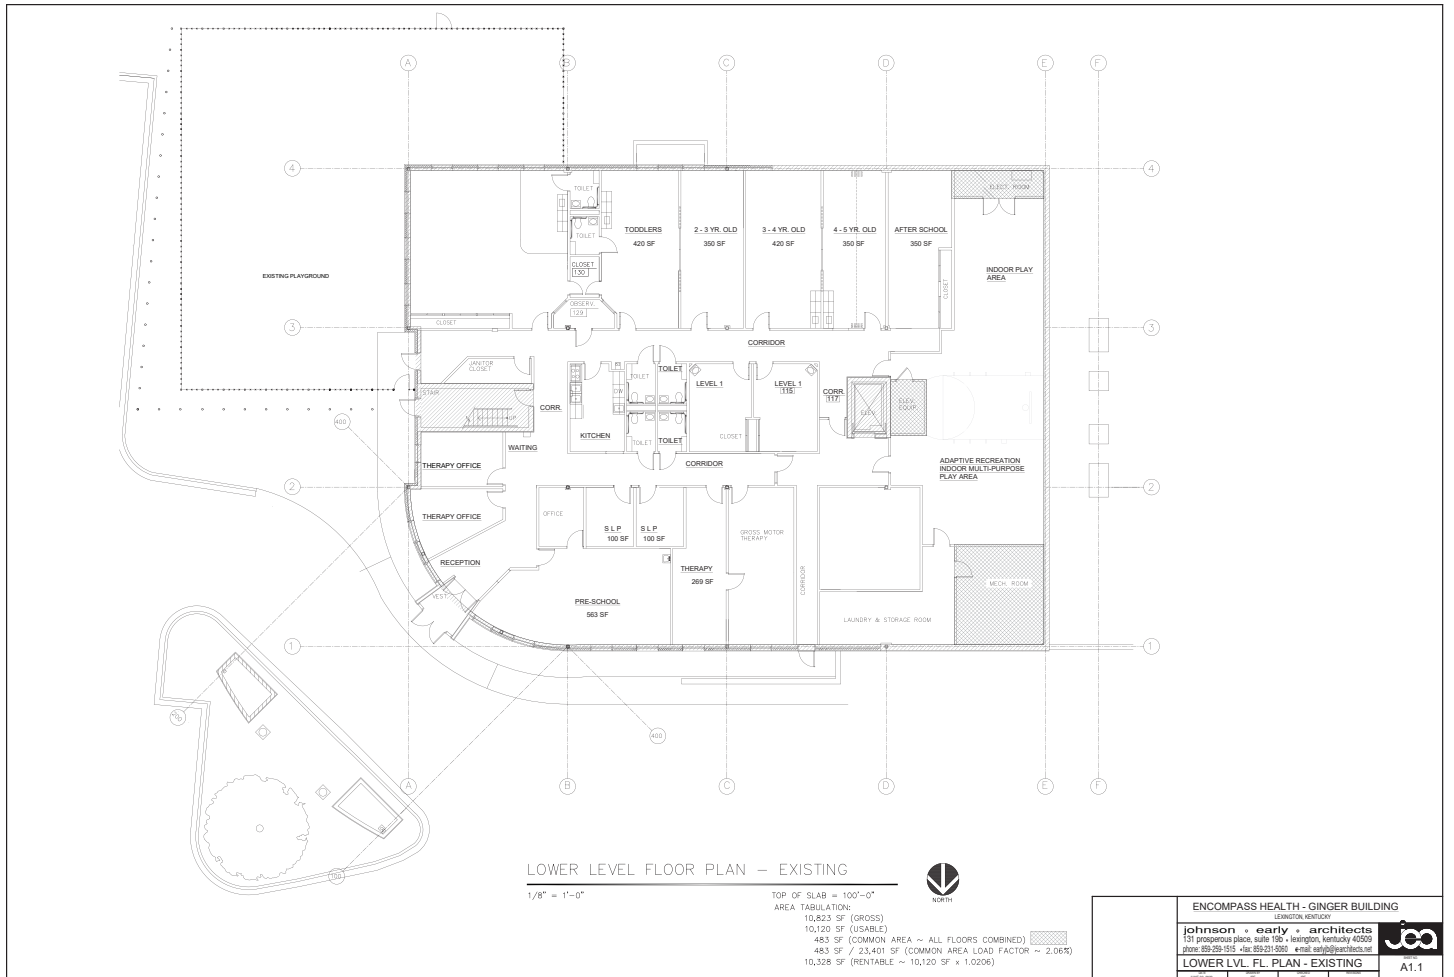 A
B
C
D
E
F
4
4
TOILET
ELECT. ROOM
TODDLERS
420 SF
2 - 3 YR. OLD
350 SF
3 - 4 YR. OLD
420 SF
4 - 5 YR. OLD
350 SF
AFTER SCHOOL
350 SF
TOILET
CLOSET
130
EXISTING PLAYGROUND
INDOOR PLAY
AREA
CLOSET
OBSERV.
129
CLOSET
3
3
CORRIDOR
JANITOR
CLOSET
TOILET
TOILET
LEVEL 1
LEVEL 1
115
CORR.
117
STAIR
UP
DW
CORR.
ELEV.
ELEV.
EQUIP.
400
KITCHEN
TOILET
TOILET
CLOSET
WAITING
THERAPY OFFICE
CORRIDOR
ADAPTIVE RECREATION
INDOOR MULTI-PURPOSE
PLAY AREA
2
2
THERAPY OFFICE
OFFICE
S L P
100 SF
S L P
100 SF
GROSS MOTOR
THERAPY
RECEPTION
THERAPY
269 SF
CORRIDOR
MECH. ROOM
VEST.
PRE-SCHOOL
563 SF
LAUNDRY & STORAGE ROOM
1
1
400
400
A
B
C
D
E
F
100
LOWER LEVEL FLOOR PLAN - EXISTING
1/8" = 1'-0"
NORTH
TOP OF SLAB = 100'-0"
AREA TABULATION:
10,823 SF (GROSS)
10,120 SF (USABLE)
483 SF (COMMON AREA ~ ALL FLOORS COMBINED)
483 SF / 23,401 SF (COMMON AREA LOAD FACTOR ~ 2.06%)
10,328 SF (RENTABLE ~ 10,120 SF x 1.0206)
ENCOMPASS HEALTH - GINGER BUILDING
LEXINGTON, KENTUCKY
johnson • early • architects
131 prosperous place, suite 19b • lexington, kentucky 40509
phone: 859-259-1515 • fax: 859-231-5060 e-mail: earlyjb@jearchitects.net
jea
LOWER LVL. FL. PLAN - EXISTING
A1.1